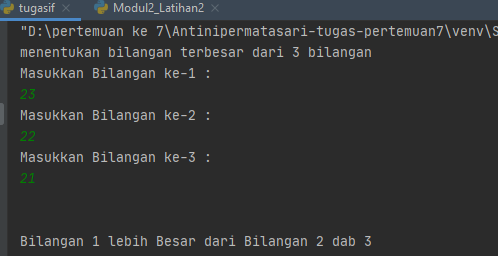 tugasif
Modul2_Latihan2
"D:\pertemuan ke 7\Antinipermatasari-tugas-pertemuan7\venv\S
menentukan bilangan terbesar dari 3 bilangan
Masukkan Bilangan ke-1 :
23
Masukkan Bilangan ke-2 :
22
Masukkan Bilangan ke-3 :
21
Bilangan 1 lebih Besar dari Bilangan 2 dab 3